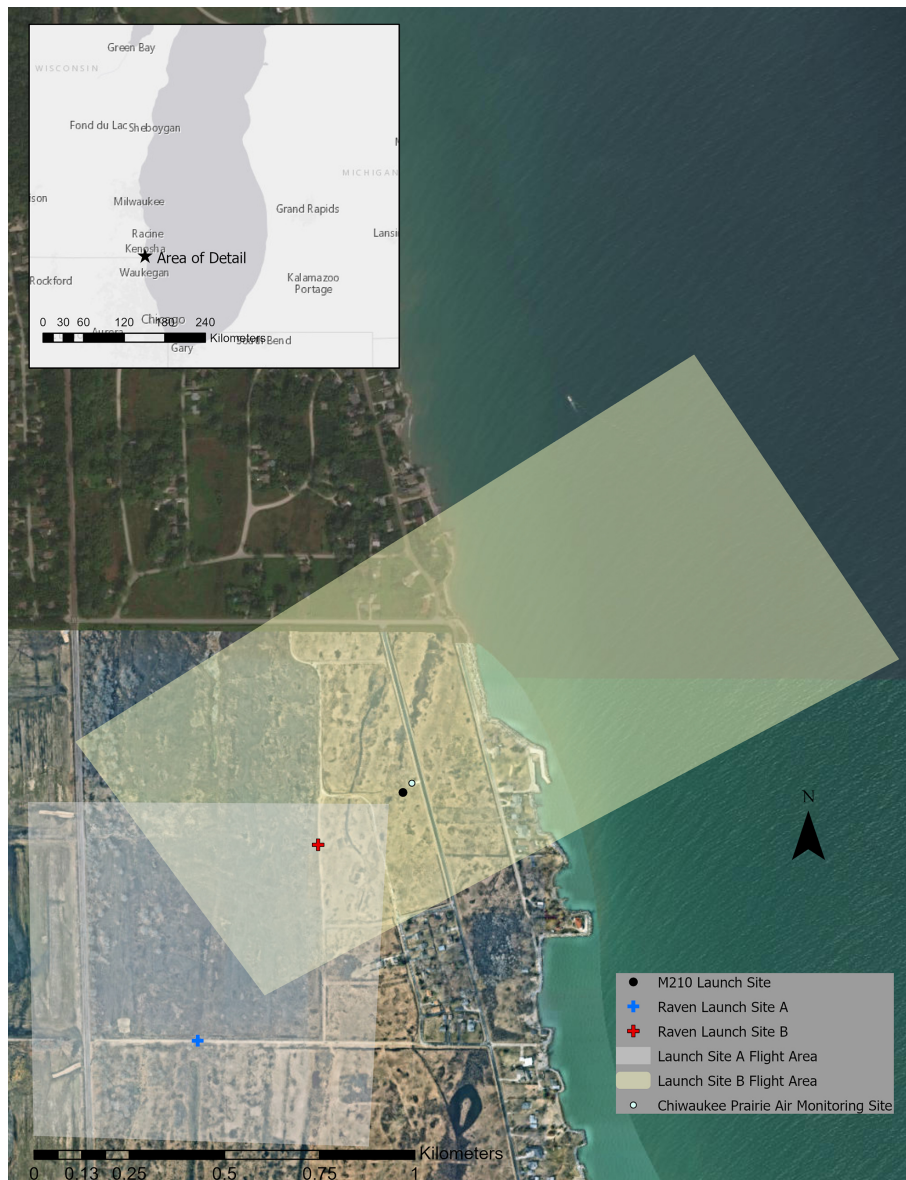 Green Bay
WISCONSIN
Fond du Lac
Sheboygan
MICHIGAN
Milwaukee
Grand Rapids
Racine
Kenosha
Area of Detail
Waukegan
Rockford
Kalamazoo
Portage
Chicago
0 30 60 120 180 240
Kilometers
Gary
Bend
N
M210 Launch Site
Raven Launch Site A
Raven Launch Site B
Launch Site A Flight Area
Launch Site B Flight Area
Chiwaukee Prairie Air Monitoring Site
Kilometers
0 0.13 0.25 0.5 0.75 1